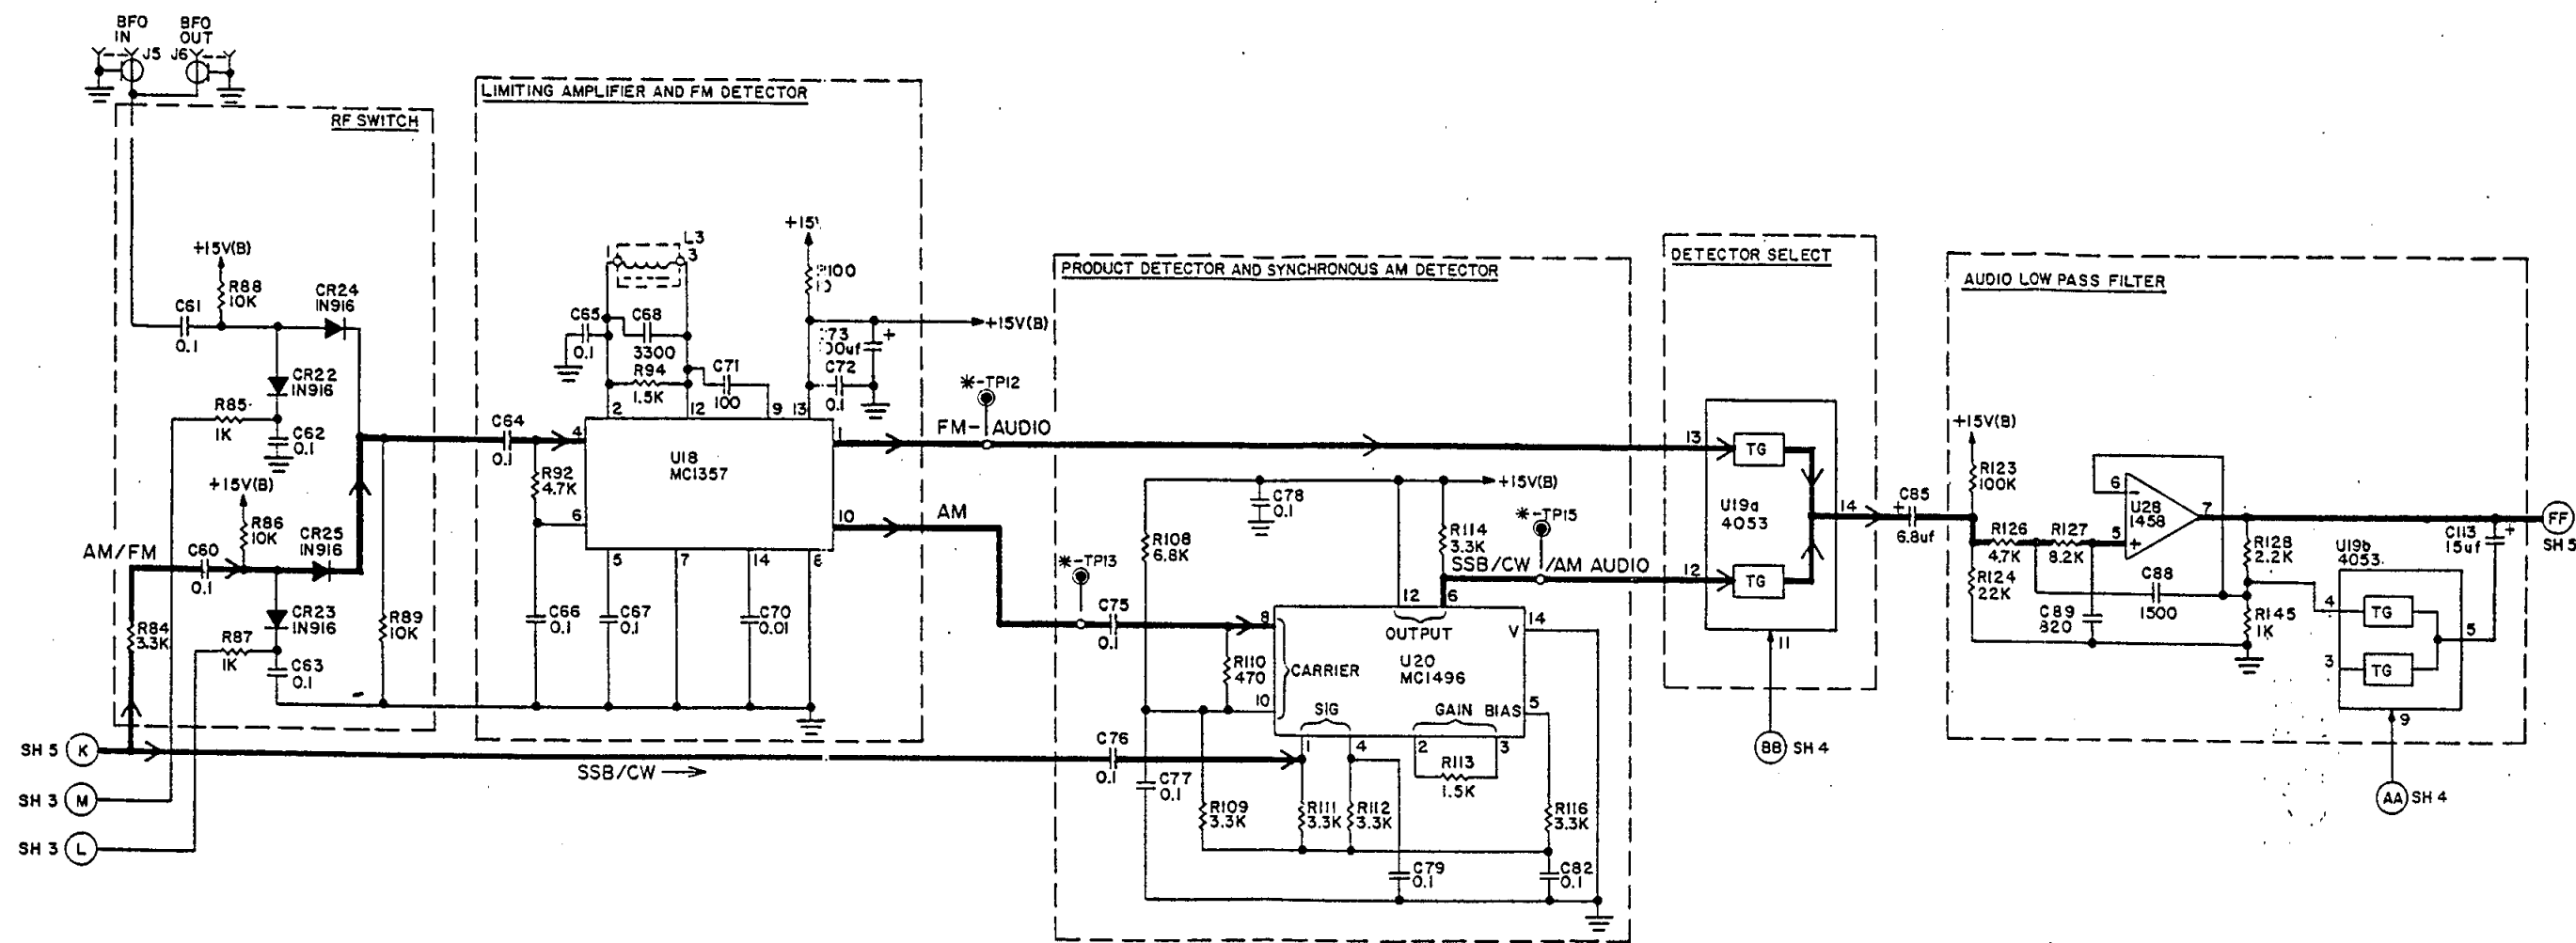 BFO
IN
BFO
OUT
J5
J6
RF SWITCH
+15V(B)
R88
10K
C61
0.1
CR24
IN916
CR22
IN916
R85
1K
C62
0.1
+15V(B)
R86
10K
CR25
IN916
AM/FM
C60
0.1
CR23
IN916
R84
3.3K
R87
1K
C63
0.1
R89
10K
SH 5 K
SH 3 M
SH 3 L
SSB/CW
LIMITING AMPLIFIER AND FM DETECTOR
L3
3
+15
100
C65
0.1
C68
3300
R94
1.5K
C71
100
73
00uf
C72
0.1
+
+15V(B)
2
12
9
13
C64
0.1
4
R92
4.7K
6
U18
MC1357
1
10
5
7
14
8
C66
0.1
C67
0.1
C70
0.01
*-TP12
FM- AUDIO
AM
PRODUCT DETECTOR AND SYNCHRONOUS AM DETECTOR
C78
0.1
+15V(B)
R108
6.8K
R114
3.3K
*-TP15
*-TP13
SSB/CW /AM AUDIO
C75
0.1
8
12
6
OUTPUT
14
V
R110
470
CARRIER
U20
MC1496
10
SIG
GAIN
BIAS
5
1
4
2
3
C76
0.1
R113
1.5K
C77
0.1
R109
3.3K
R111
3.3K
R112
3.3K
R116
3.3K
C79
0.1
C82
0.1
DETECTOR SELECT
13
TG
U19a
4053
14
12
TG
11
BB SH 4
C85
+
6.8uf
AUDIO LOW PASS FILTER
+15V(B)
R123
100K
6
-
U28
1458
7
5
+
R126
4.7K
R127
8.2K
R124
22K
C89
820
C88
1500
R128
2.2K
R145
1K
U19b
4053
C113
15uf
+
4
TG
5
3
TG
9
AA SH 4
FF
SH 5